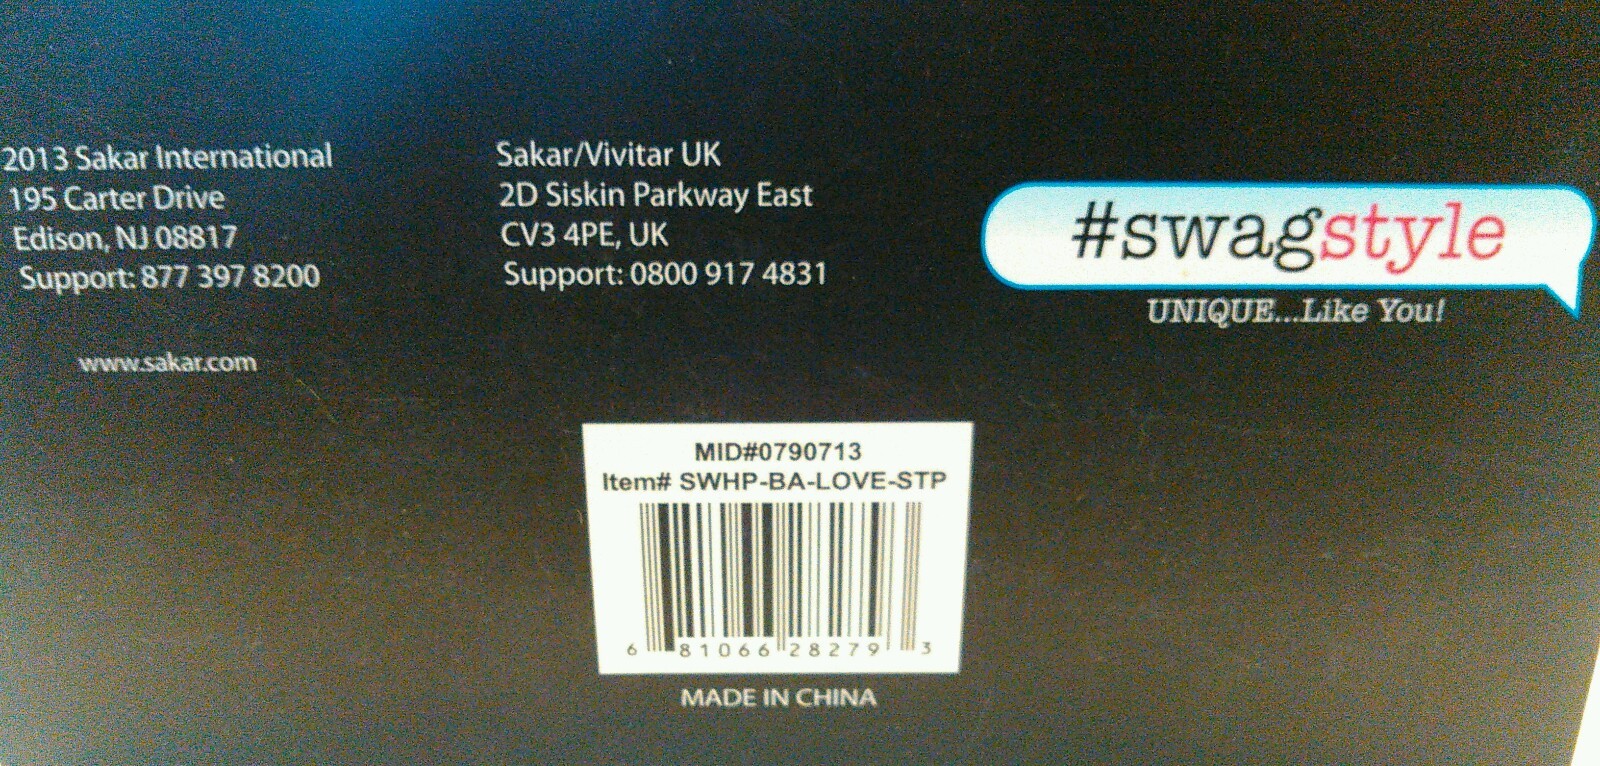 2013 Sakar International
195 Carter Drive
Edison, NJ 08817
Support: 877 397 8200
www.sakar.com
Sakar/Vivitar UK
2D Siskin Parkway East
CV3 4PE, UK
Support: 0800 917 4831
#swagstyle
UNIQUE...Like You!
MID#0790713
Item# SWHP-BA-LOVE-STP
6 81066 28279 3
MADE IN CHINA